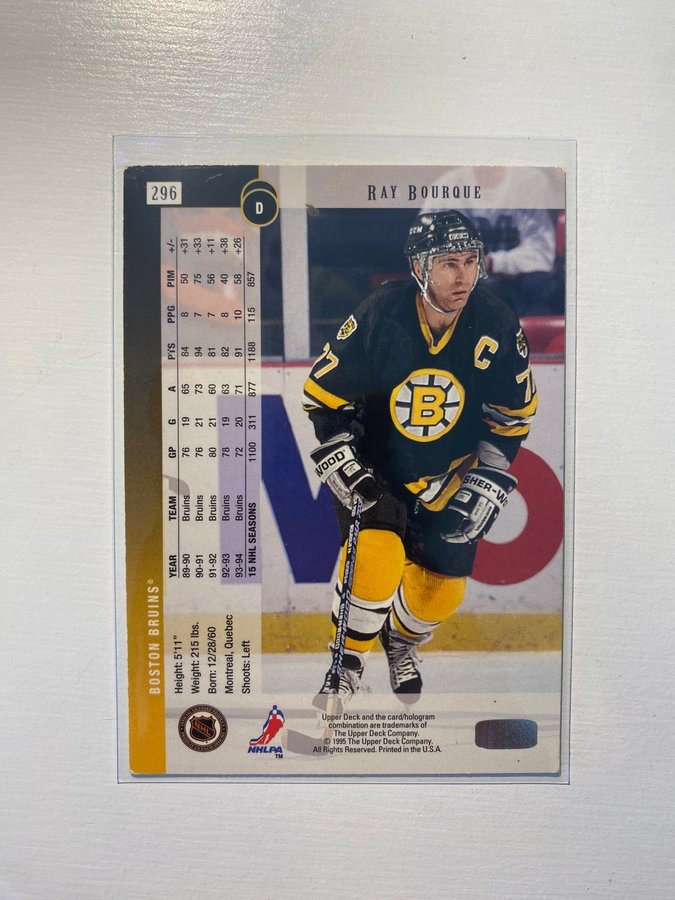 296
D
RAY BOURQUE
BOSTON BRUINS®
YEAR TEAM GP G A PTS PPG PIM +/-
89-90 Bruins 76 19 65 84 8 50 +31
90-91 Bruins 76 21 73 94 7 75 +33
91-92 Bruins 80 21 60 81 7 56 +11
92-93 Bruins 78 19 63 82 8 40 +38
93-94 Bruins 72 20 71 91 10 58 +26
15 NHL SEASONS 1100 311 877 1188 115 857
Height: 5'11"
Weight: 215 lbs.
Born: 12/28/60
Montreal, Quebec
Shoots: Left
CCM
C
77
7
B
WOOD
SHER-WO
NHL
NHLPA
TM
Upper Deck and the card/hologram
combination are trademarks of
The Upper Deck Company.
© 1995 The Upper Deck Company.
All Rights Reserved. Printed in the U.S.A.